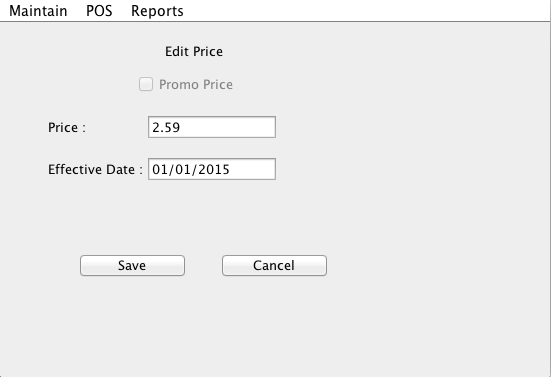 Maintain POS Reports
Edit Price
Promo Price
Price : 2.59
Effective Date : 01/01/2015
Save Cancel